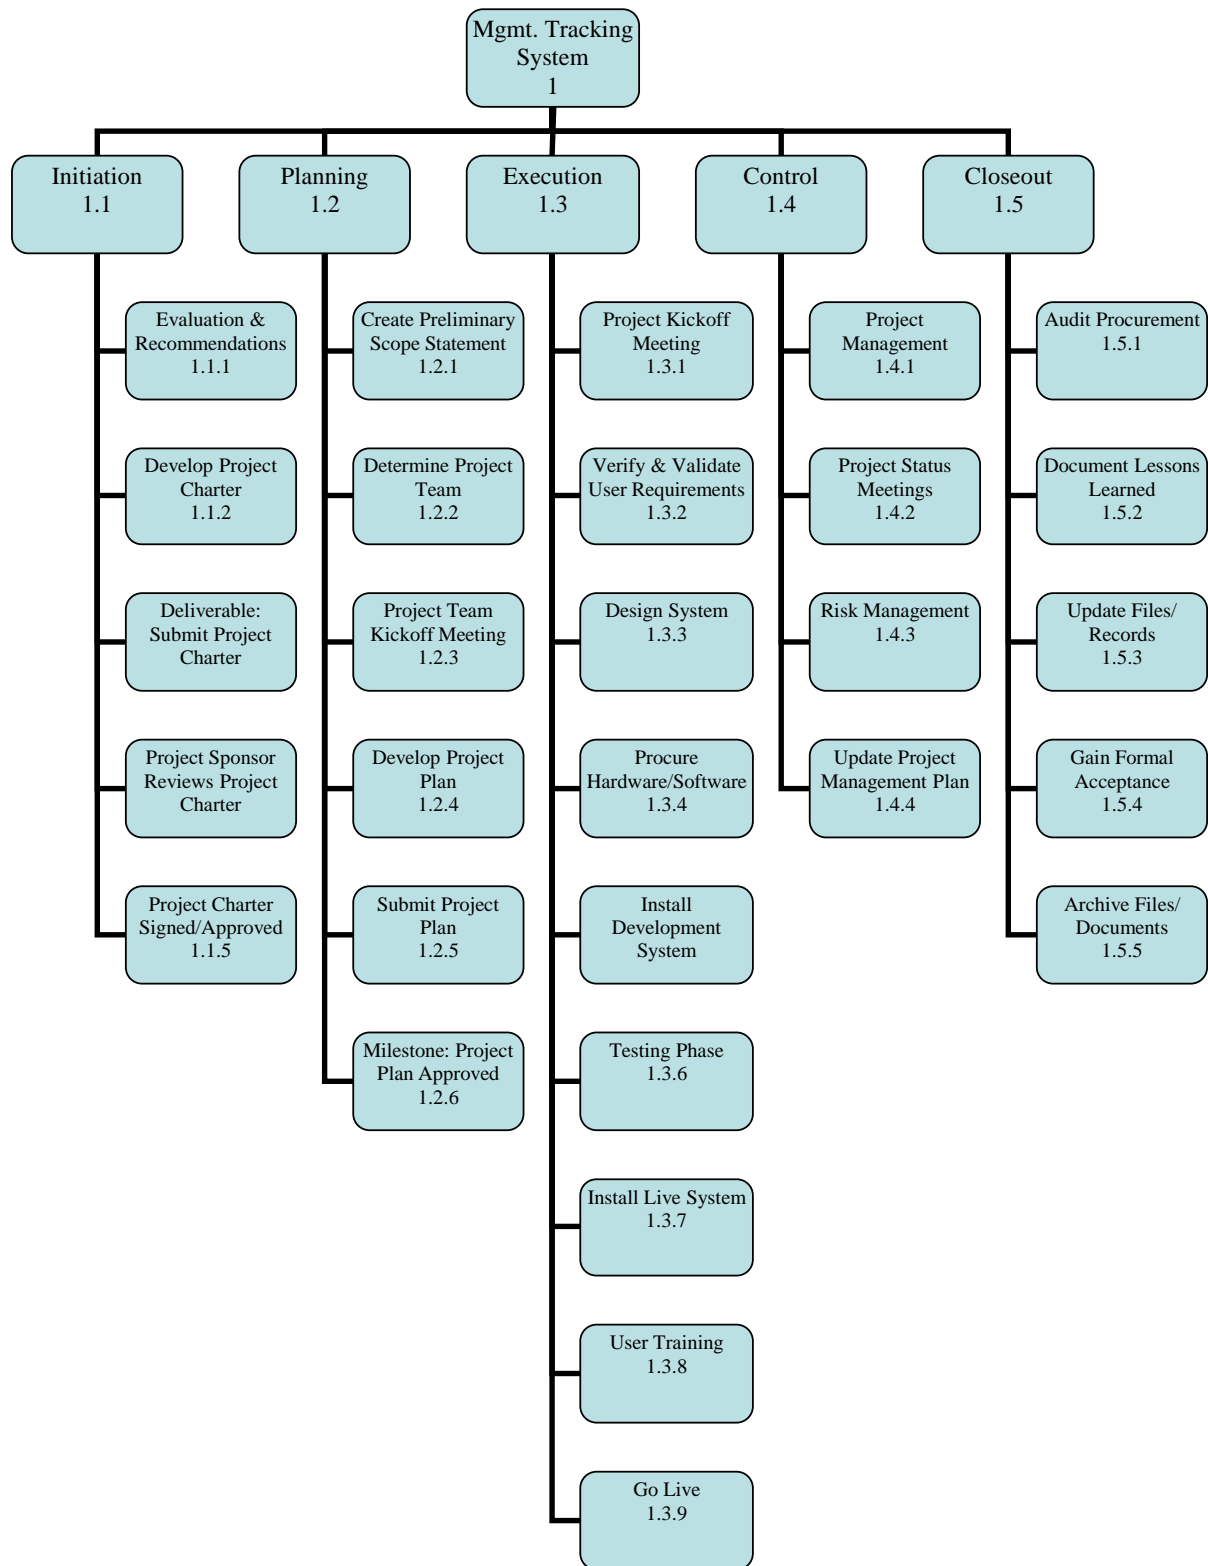 Mgmt. Tracking
System
1
Initiation
1.1
Planning
1.2
Execution
1.3
Control
1.4
Closeout
1.5
Evaluation &
Recommendations
1.1.1
Develop Project
Charter
1.1.2
Deliverable:
Submit Project
Charter
Project Sponsor
Reviews Project
Charter
Project Charter
Signed/Approved
1.1.5
Create Preliminary
Scope Statement
1.2.1
Determine Project
Team
1.2.2
Project Team
Kickoff Meeting
1.2.3
Develop Project
Plan
1.2.4
Submit Project
Plan
1.2.5
Milestone: Project
Plan Approved
1.2.6
Project Kickoff
Meeting
1.3.1
Verify & Validate
User Requirements
1.3.2
Design System
1.3.3
Procure
Hardware/Software
1.3.4
Install
Development
System
Testing Phase
1.3.6
Install Live System
1.3.7
User Training
1.3.8
Go Live
1.3.9
Project
Management
1.4.1
Project Status
Meetings
1.4.2
Risk Management
1.4.3
Update Project
Management Plan
1.4.4
Audit Procurement
1.5.1
Document Lessons
Learned
1.5.2
Update Files/
Records
1.5.3
Gain Formal
Acceptance
1.5.4
Archive Files/
Documents
1.5.5